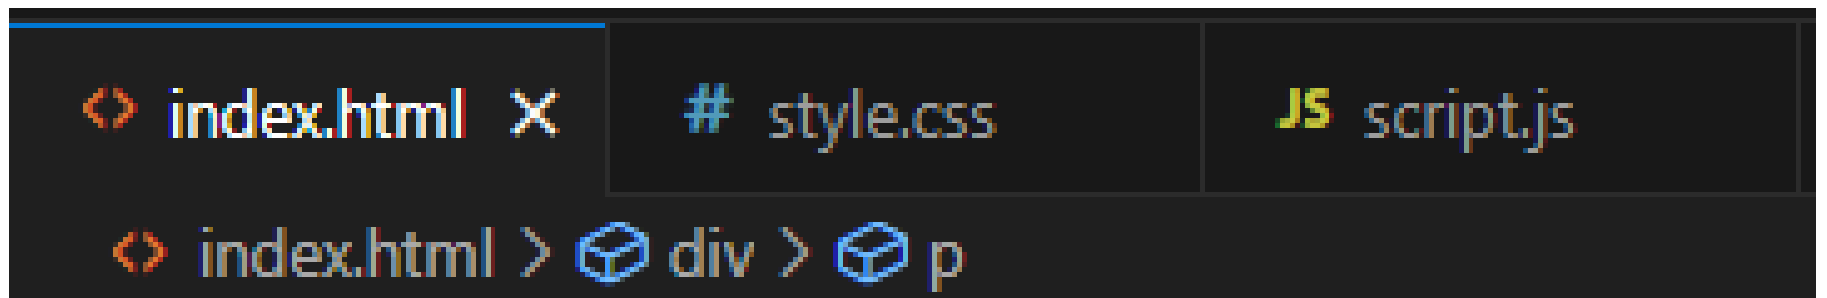 index.html style.css JS script.js
index.html > div > p